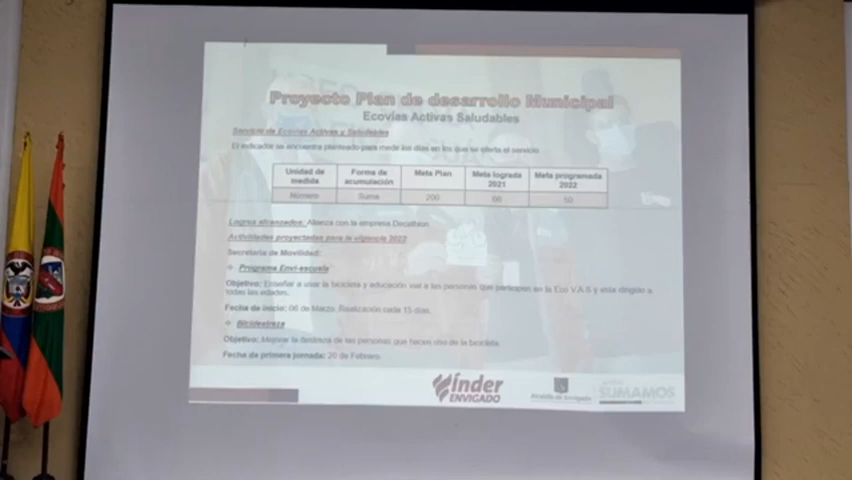 Proyecto Plan de desarrollo Municipal
Ecovías Activas Saludables
Servicio de Ecovías Activas y Saludables
El indicador se encuentra planteado para medir los días en los que se oferta el servicio.
Unidad de medida Forma de acumulación Meta Plan Meta lograda 2021 Meta programada 2022
Número Suma 200 66 50
Logros alcanzados: Alianza con la empresa Decathlon
Actividades proyectadas para la vigencia 2022
Secretaría de Movilidad:
Programa Envi-escuela
Objetivo: Enseñar a usar la bicicleta y educación vial a las personas que participen en la Eco V.A.S y está dirigido a
todas las edades.
Fecha de inicio: 06 de Marzo. Realización cada 15 días.
Bicidestreza
Objetivo: Mejorar la destreza de las personas que hacen uso de la bicicleta.
Fecha de primera jornada: 20 de Febrero.
Índer
ENVIGADO
Alcaldía de Envigado
SUMAMOS